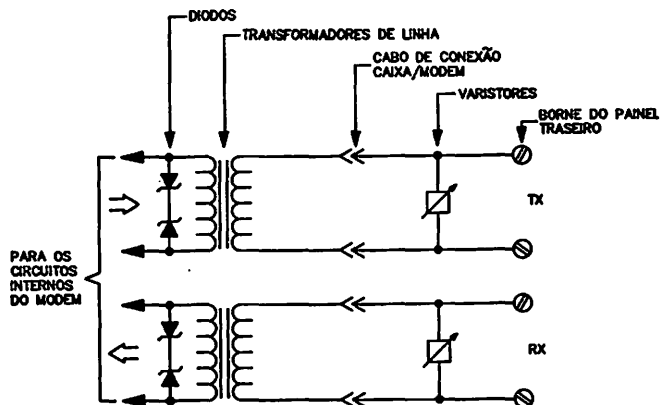 DIODOS
TRANSFORMADORES DE LINHA
CABO DE CONEXÃO
CAIXA/MODEM
VARISTORES
BORNE DO PAINEL
TRASEIRO
TX
PARA OS
CIRCUITOS
INTERNOS
DO MODEM
RX